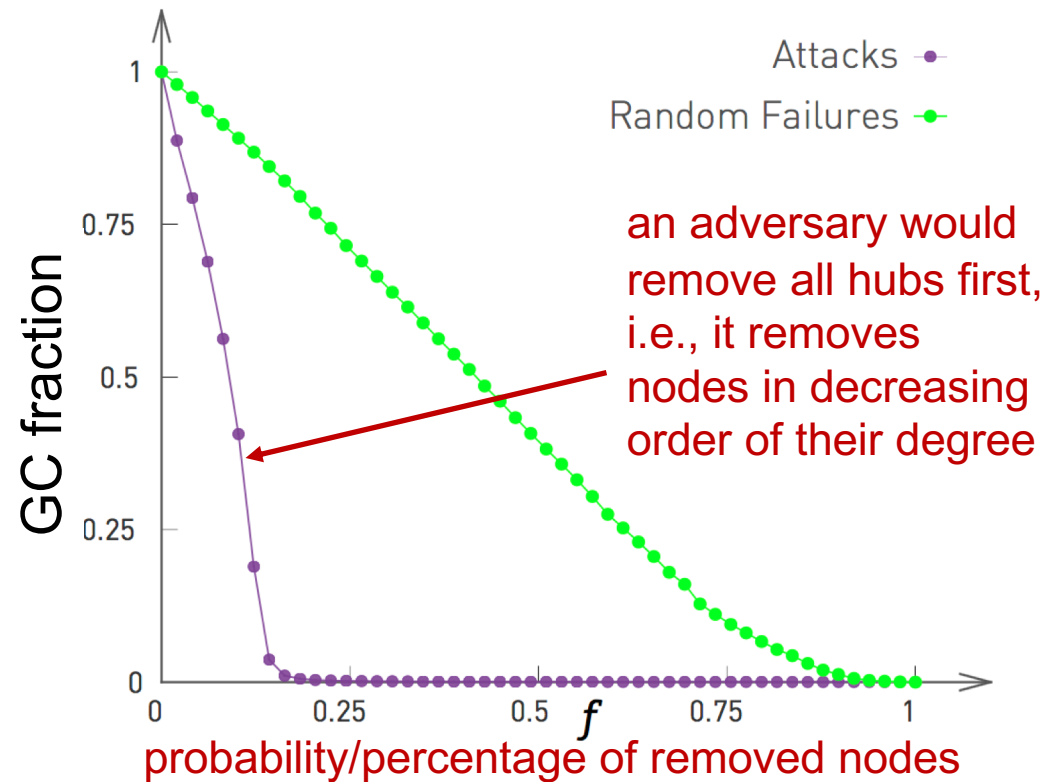 Attacks
Random Failures
1
0.75
0.5
0.25
0
GC fraction
an adversary would
remove all hubs first,
i.e., it removes
nodes in decreasing
order of their degree
0 0.25 0.5 f 0.75 1
probability/percentage of removed nodes